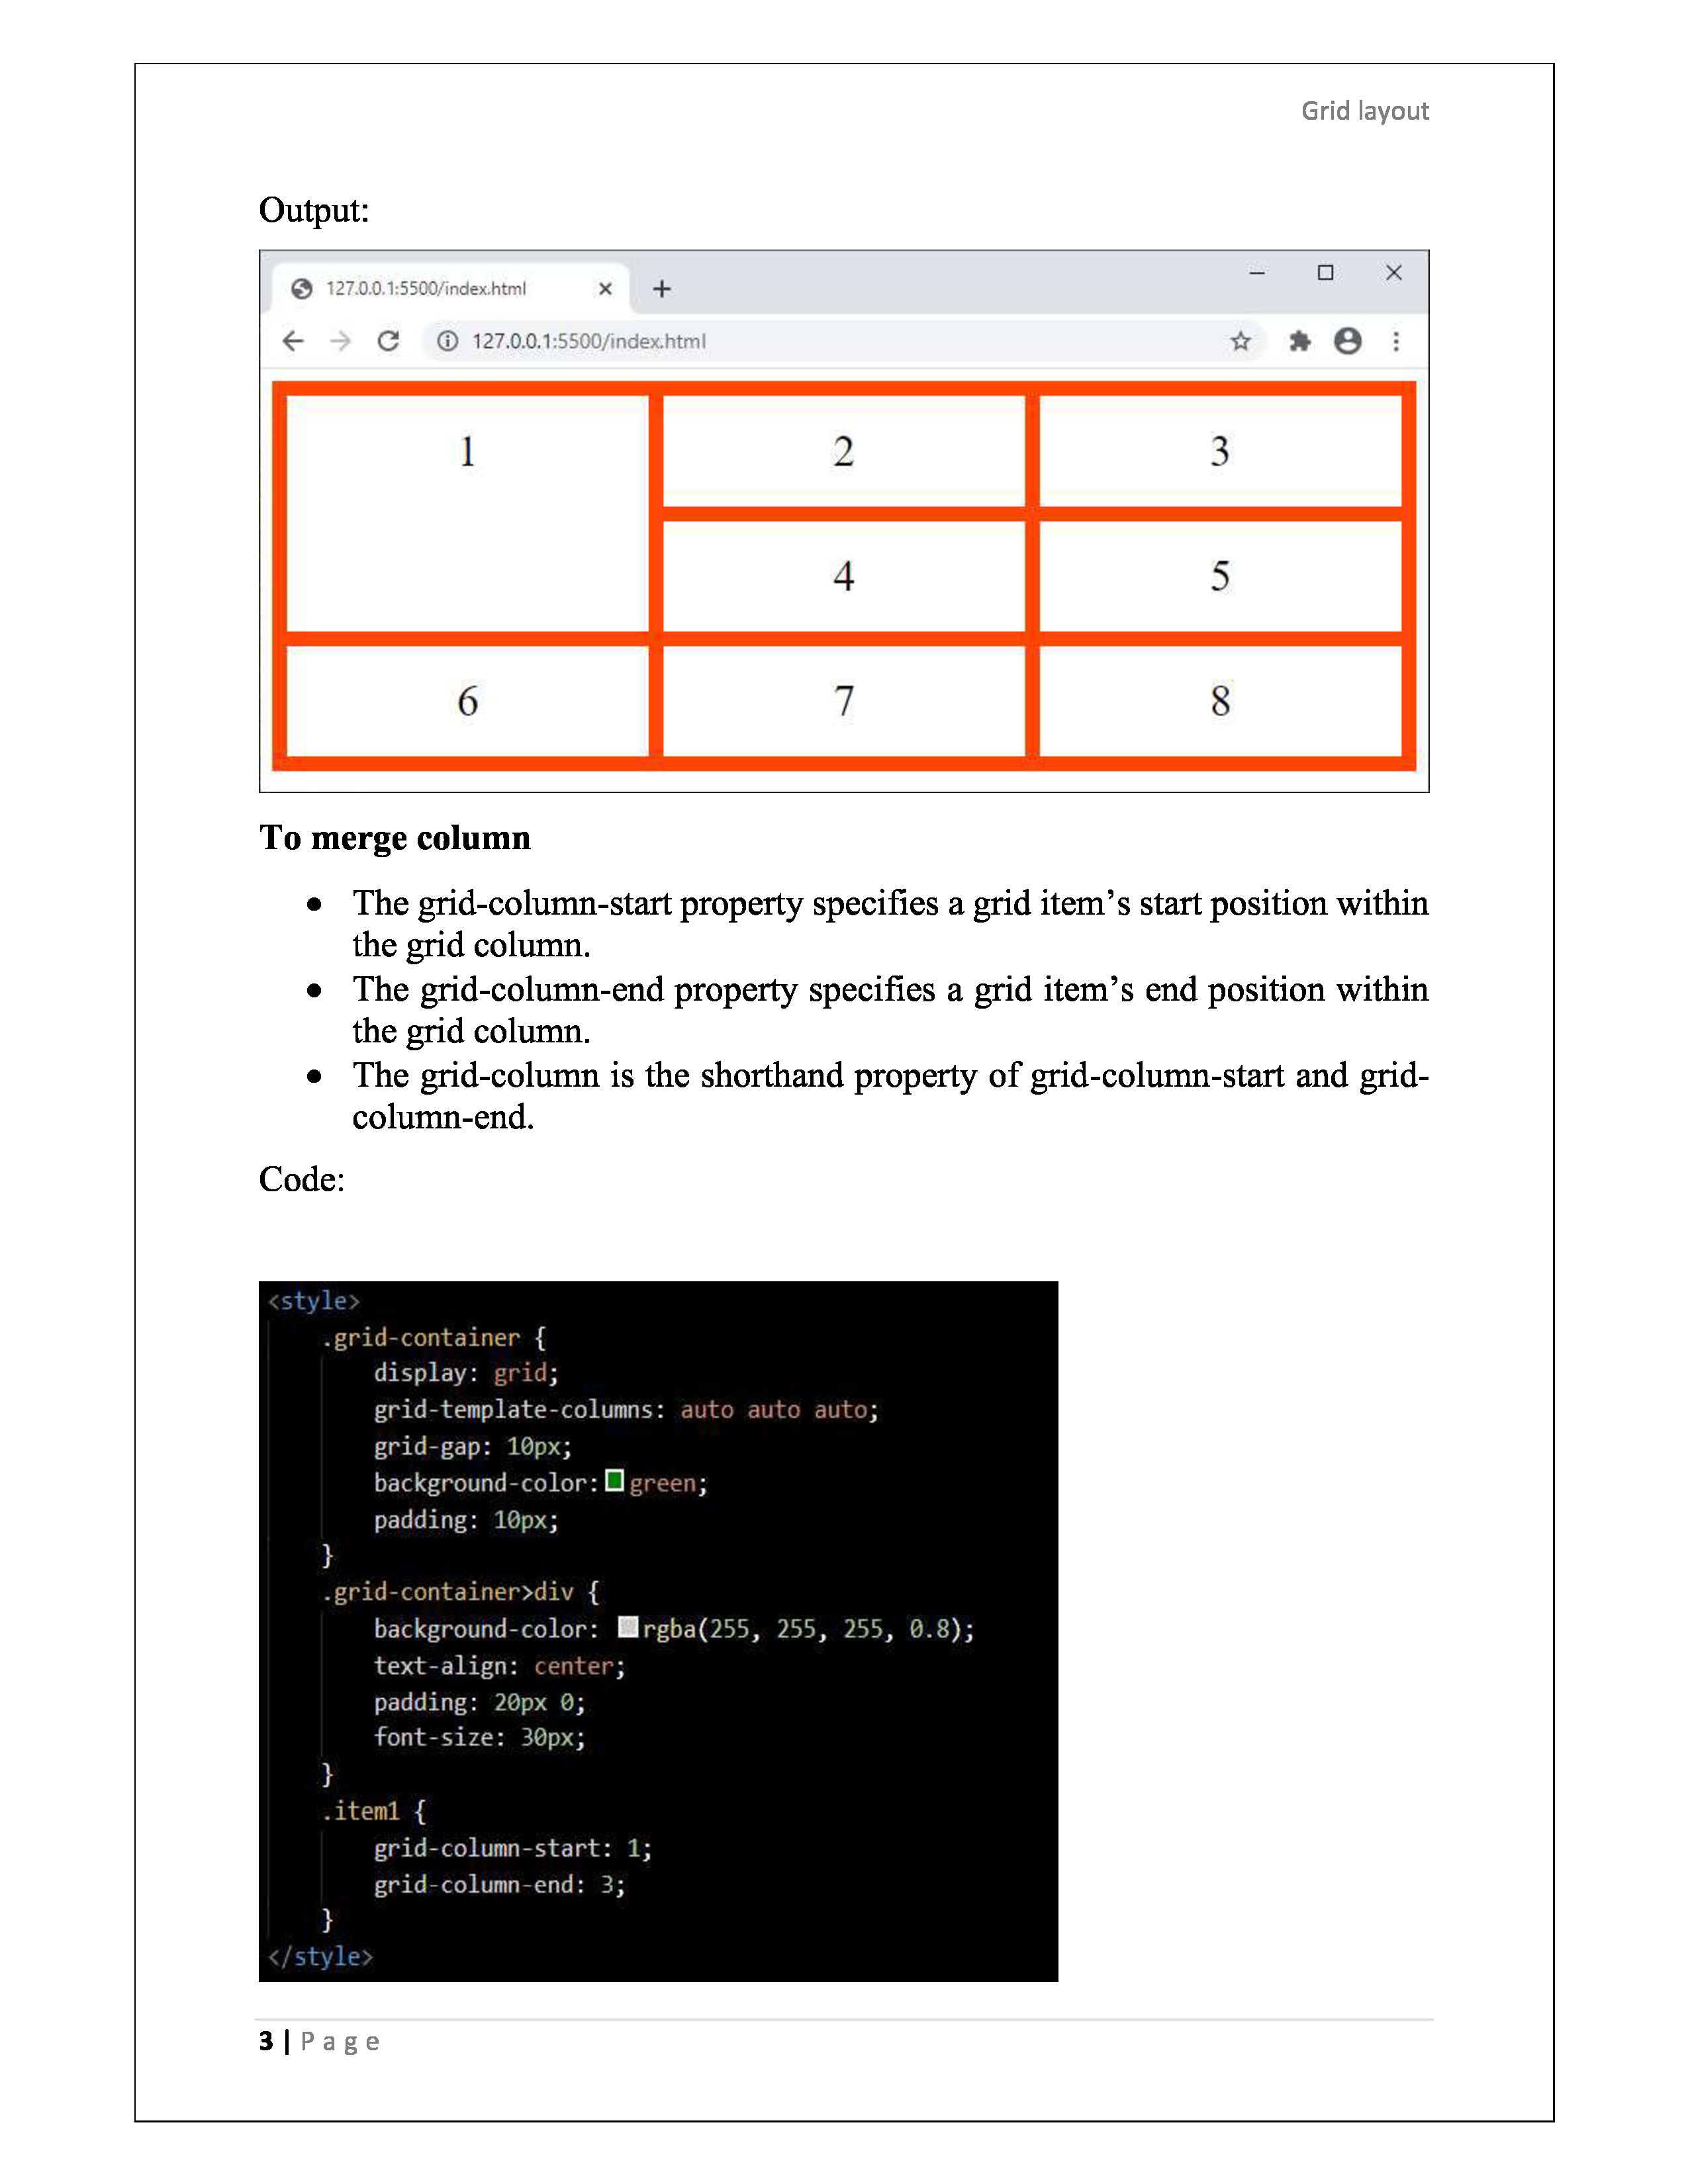 Grid layout
Output:
127.0.0.1:5500/index.html
127.0.0.1:5500/index.html
1 2 3
4 5
6 7 8
To merge column
• The grid-column-start property specifies a grid item’s start position within
the grid column.
• The grid-column-end property specifies a grid item’s end position within
the grid column.
• The grid-column is the shorthand property of grid-column-start and grid-
column-end.
Code:
<style>
.grid-container {
display: grid;
grid-template-columns: auto auto auto;
grid-gap: 10px;
background-color: green;
padding: 10px;
}
.grid-container>div {
background-color: rgba(255, 255, 255, 0.8);
text-align: center;
padding: 20px 0;
font-size: 30px;
}
.item1 {
grid-column-start: 1;
grid-column-end: 3;
}
</style>
3 | Page